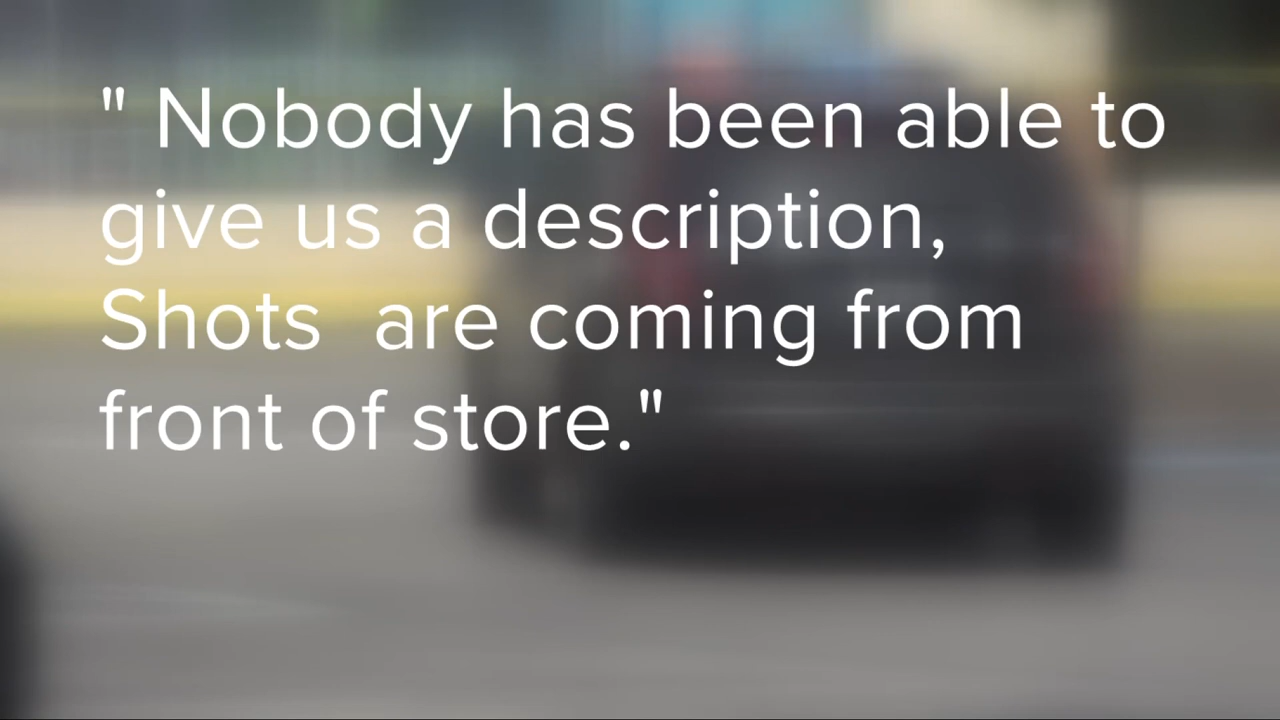 " Nobody has been able to
give us a description,
Shots  are coming from
front of store."